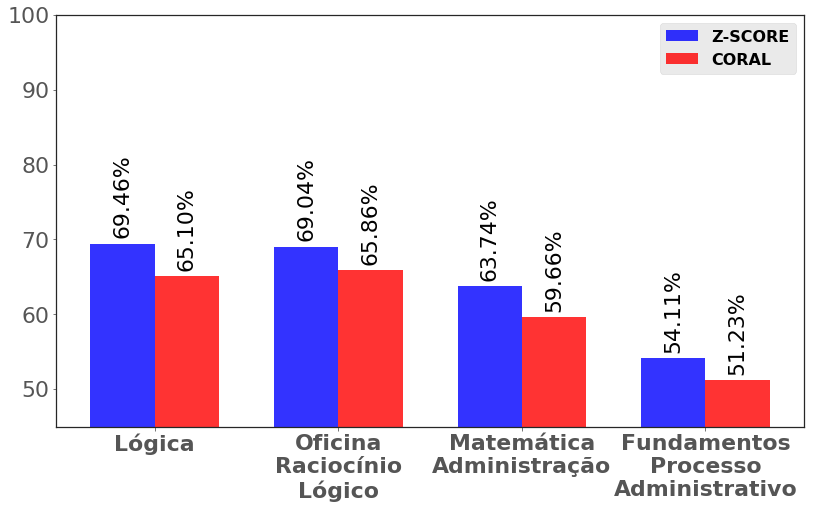 100
90
80
70
60
50
Z-SCORE
CORAL
69.46%
65.10%
69.04%
65.86%
63.74%
59.66%
54.11%
51.23%
Lógica
Oficina
Raciocínio
Lógico
Matemática
Administração
Fundamentos
Processo
Administrativo